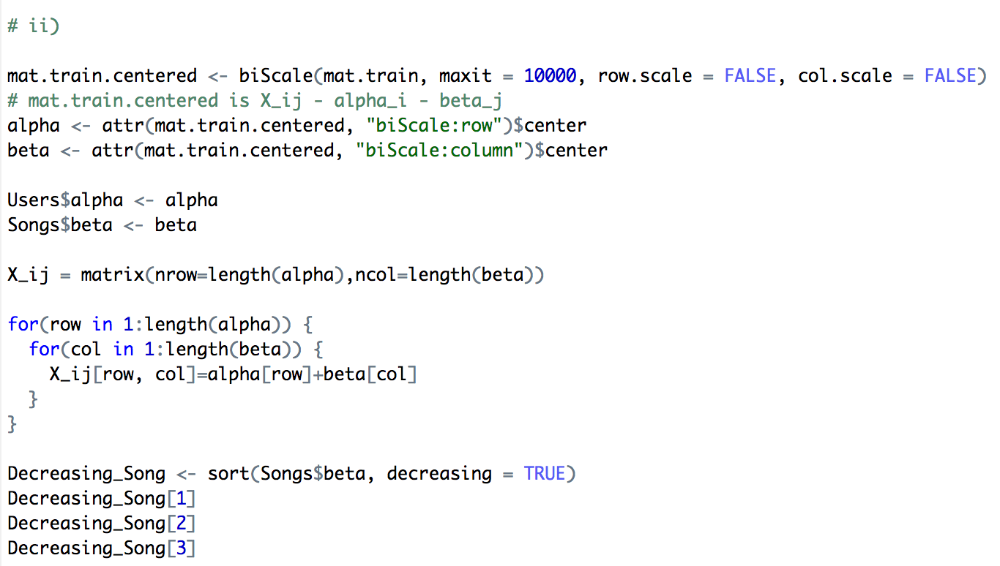 # ii)
mat.train.centered <- biScale(mat.train, maxit = 10000, row.scale = FALSE, col.scale = FALSE)
# mat.train.centered is X_ij - alpha_i - beta_j
alpha <- attr(mat.train.centered, "biScale:row")$center
beta <- attr(mat.train.centered, "biScale:column")$center
Users$alpha <- alpha
Songs$beta <- beta
X_ij = matrix(nrow=length(alpha),ncol=length(beta))
for(row in 1:length(alpha)) {
  for(col in 1:length(beta)) {
    X_ij[row, col]=alpha[row]+beta[col]
  }
}
Decreasing_Song <- sort(Songs$beta, decreasing = TRUE)
Decreasing_Song[1]
Decreasing_Song[2]
Decreasing_Song[3]